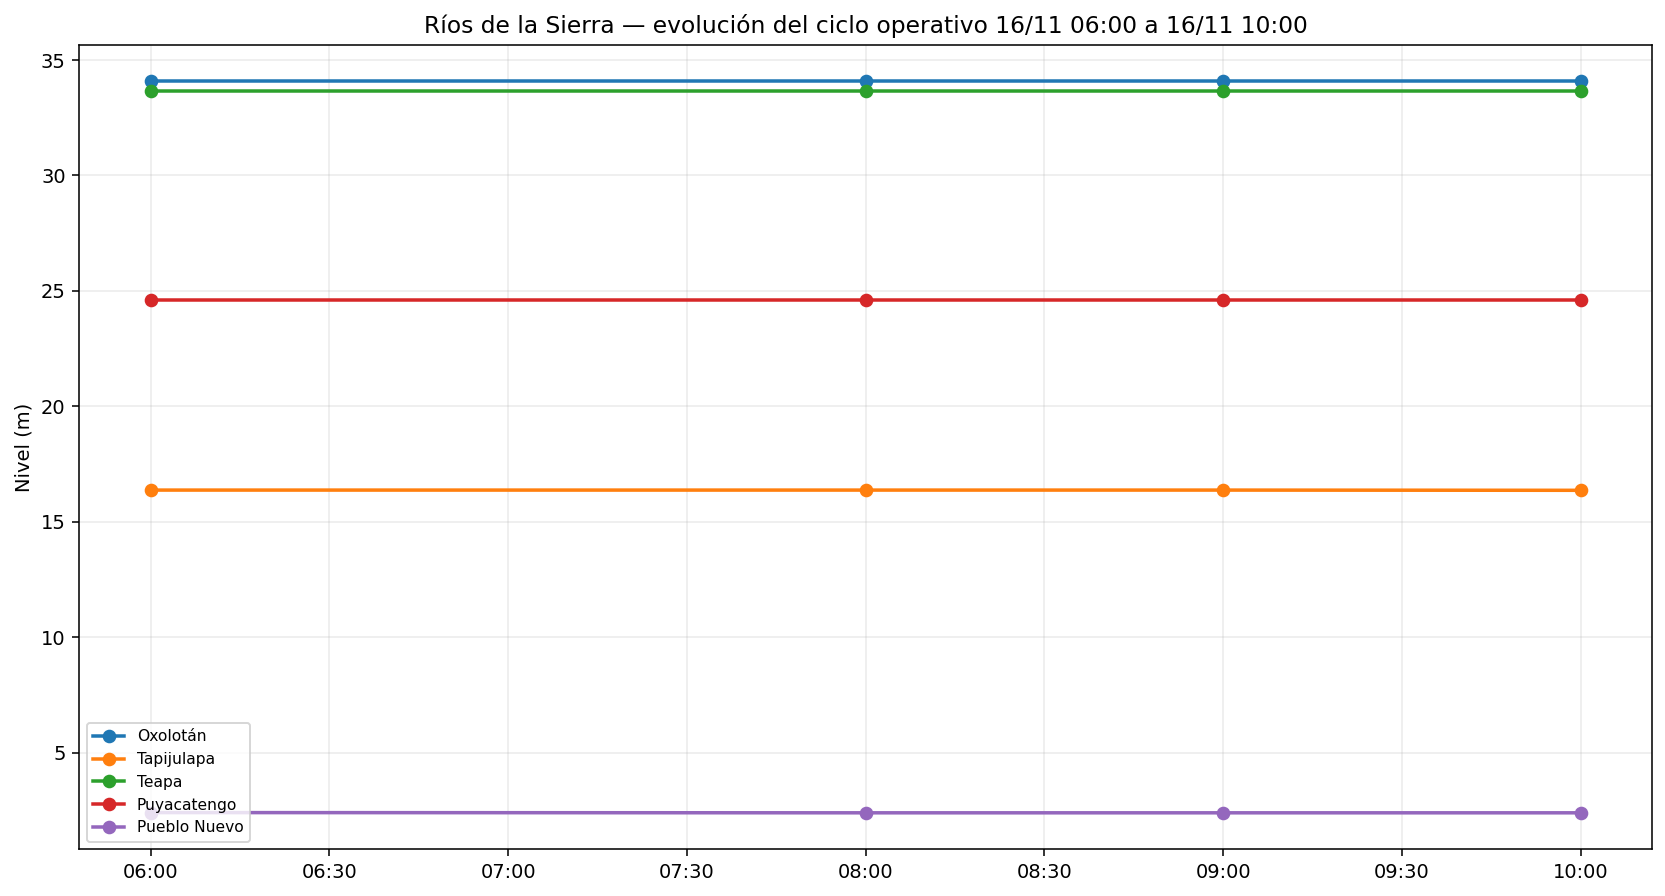 Ríos de la Sierra — evolución del ciclo operativo 16/11 06:00 a 16/11 10:00
Nivel (m)
35
30
25
20
15
10
5
Oxolotán
Tapijulapa
Teapa
Puyacatengo
Pueblo Nuevo
06:00 06:30 07:00 07:30 08:00 08:30 09:00 09:30 10:00